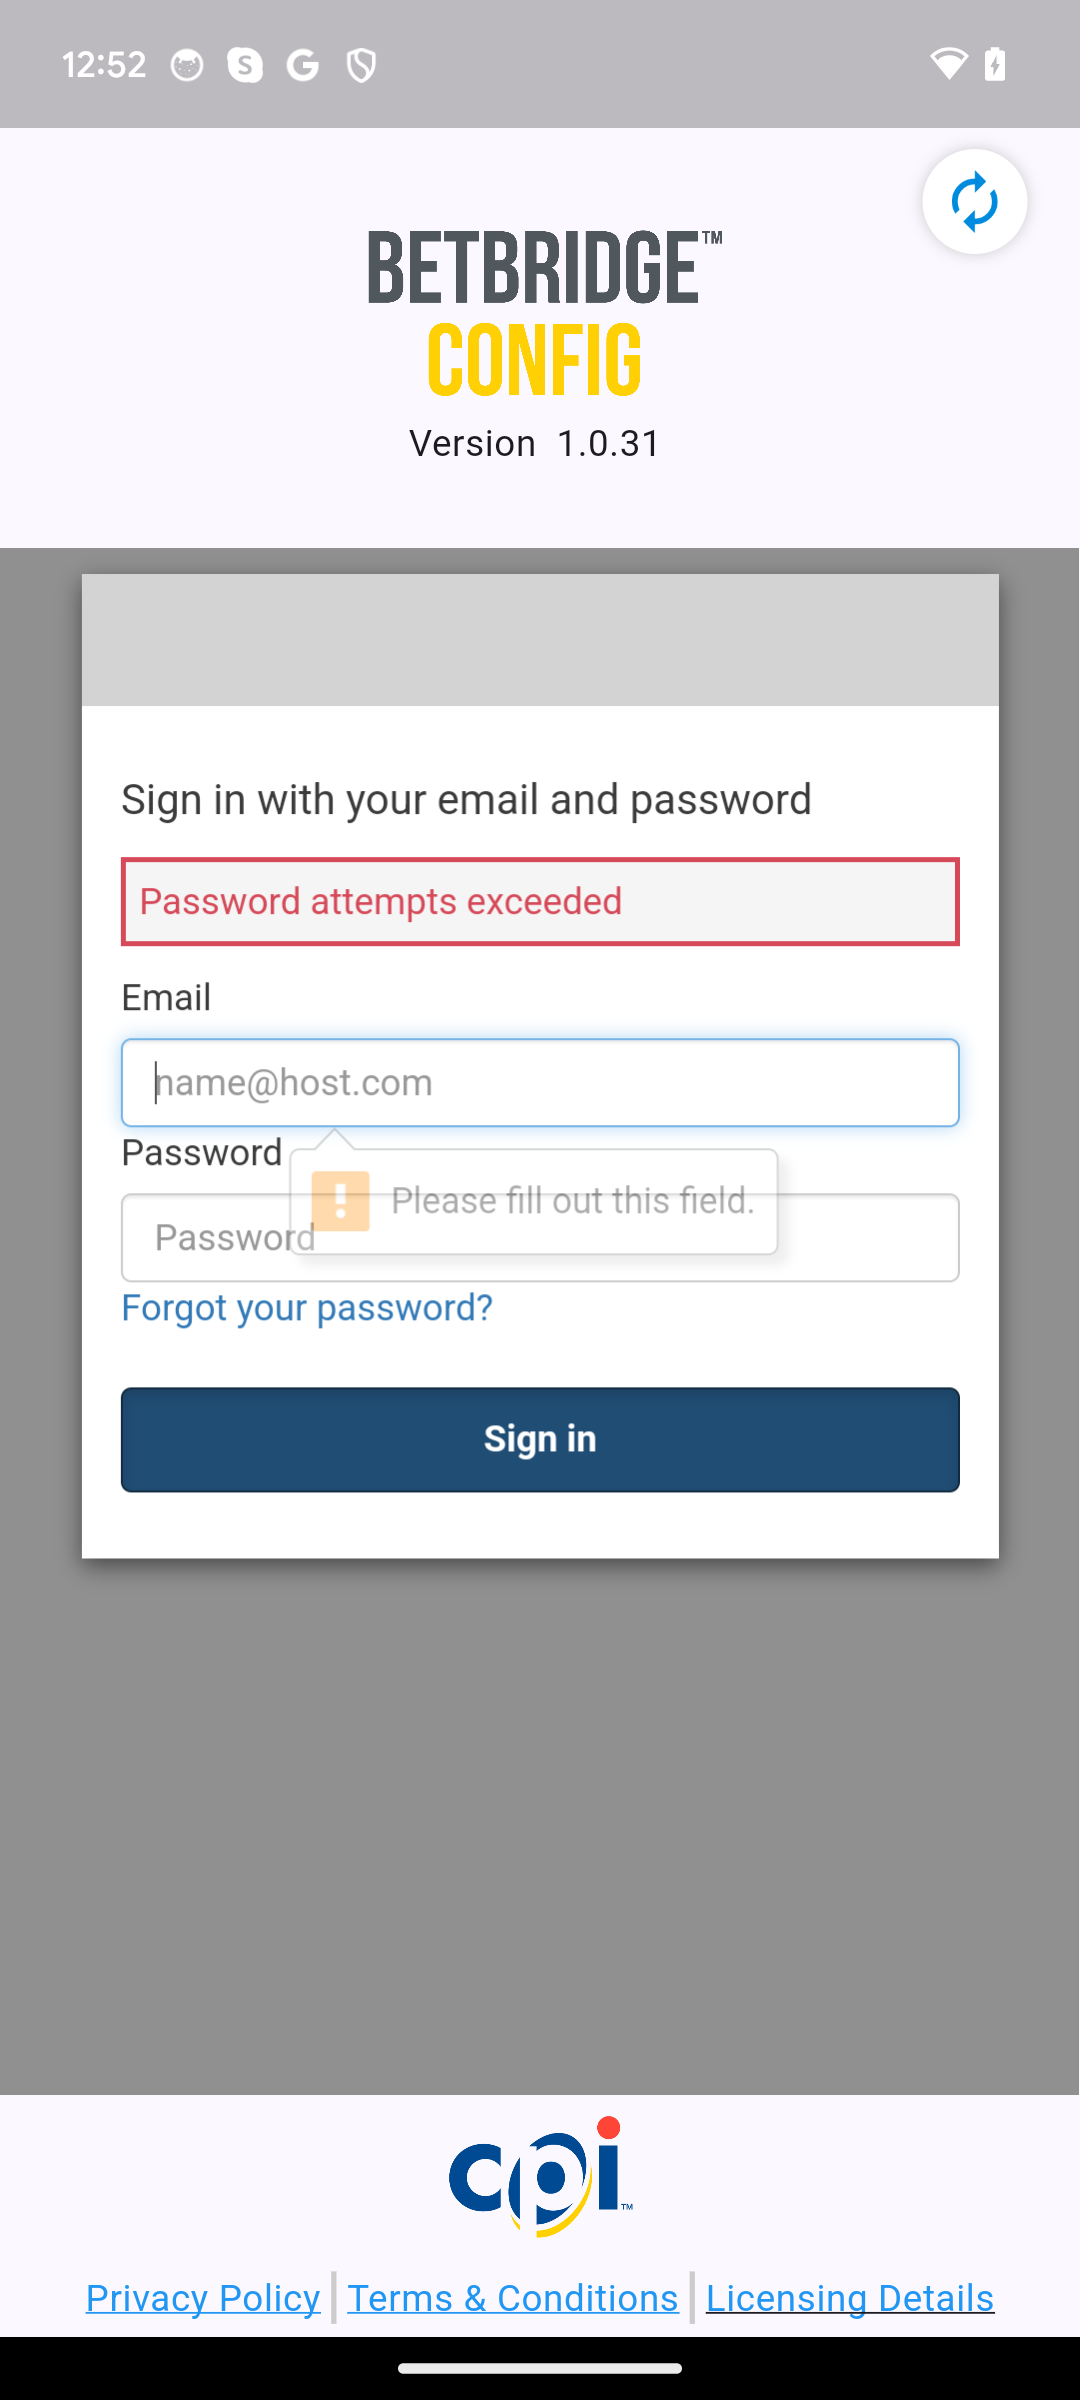 12:52
BETBRIDGE™
CONFIG
Version 1.0.31
Sign in with your email and password
Password attempts exceeded
Email
name@host.com
Password
Please fill out this field.
Password
Forgot your password?
Sign in
cpi™
Privacy Policy Terms & Conditions Licensing Details